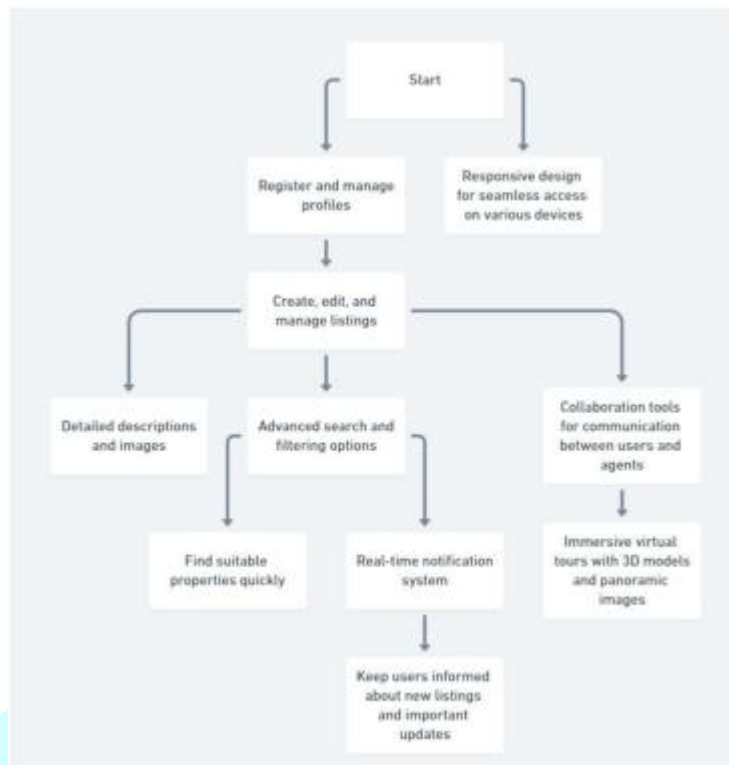 Start
Register and manage
profiles
Responsive design
for seamless access
on various devices
Create, edit, and
manage listings
Detailed descriptions
and images
Advanced search and
filtering options
Collaboration tools
for communication
between users and
agents
Find suitable
properties quickly
Real-time notification
system
Immersive virtual
tours with 3D models
and panoramic
images
Keep users informed
about new listings
and important
updates